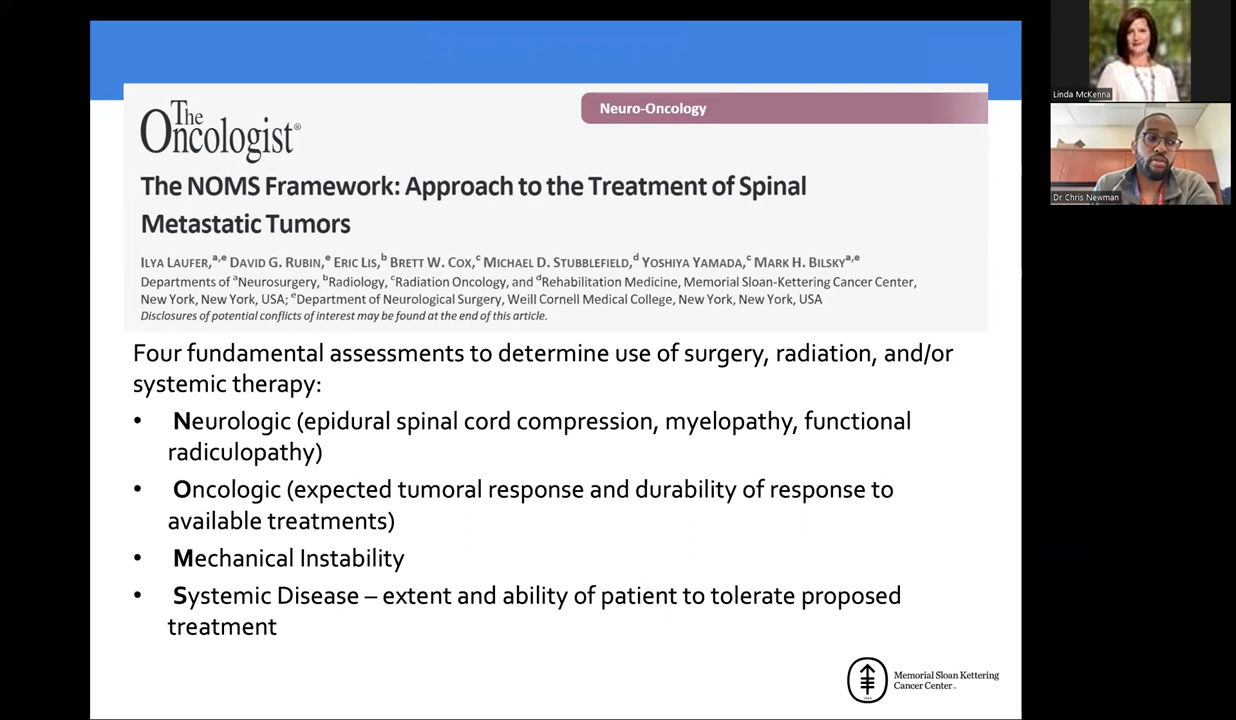 The
Oncologist®
Neuro-Oncology
The NOMS Framework: Approach to the Treatment of Spinal
Metastatic Tumors
ILYA LAUFER,a,e DAVID G. RUBIN,e ERIC LIS,b BRETT W. COX,c MICHAEL D. STUBBLEFIELD,d YOSHIYA YAMADA,c MARK H. BILSKYa,e
Departments of aNeurosurgery, bRadiology, cRadiation Oncology, and dRehabilitation Medicine, Memorial Sloan-Kettering Cancer Center,
New York, New York, USA; eDepartment of Neurological Surgery, Weill Cornell Medical College, New York, New York, USA
Disclosures of potential conflicts of interest may be found at the end of this article.
Four fundamental assessments to determine use of surgery, radiation, and/or
systemic therapy:
• Neurologic (epidural spinal cord compression, myelopathy, functional
radiculopathy)
• Oncologic (expected tumoral response and durability of response to
available treatments)
• Mechanical Instability
• Systemic Disease – extent and ability of patient to tolerate proposed
treatment
Memorial Sloan Kettering
Cancer Center™
Linda McKenna
Dr Chris Newman